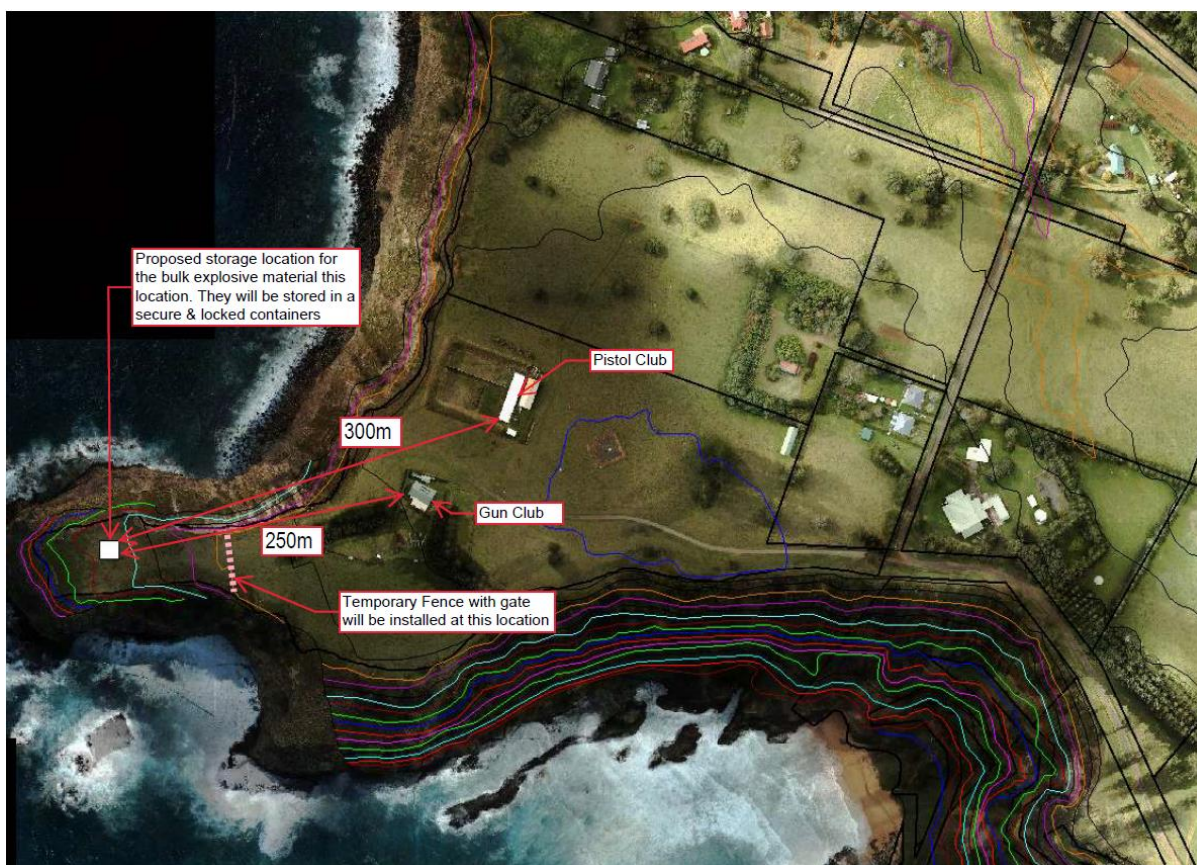 Proposed storage location for
the bulk explosive material this
location. They will be stored in a
secure & locked containers
Pistol Club
300m
Gun Club
250m
Temporary Fence with gate
will be installed at this location